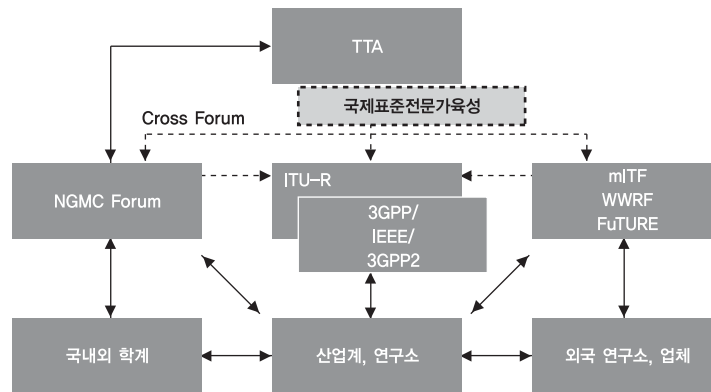 TTA
국제표준전문가육성
Cross Forum
NGMC Forum
ITU-R
3GPP/
IEEE/
3GPP2
mITF
WWRF
FuTURE
국내외 학계
산업계, 연구소
외국 연구소, 업체